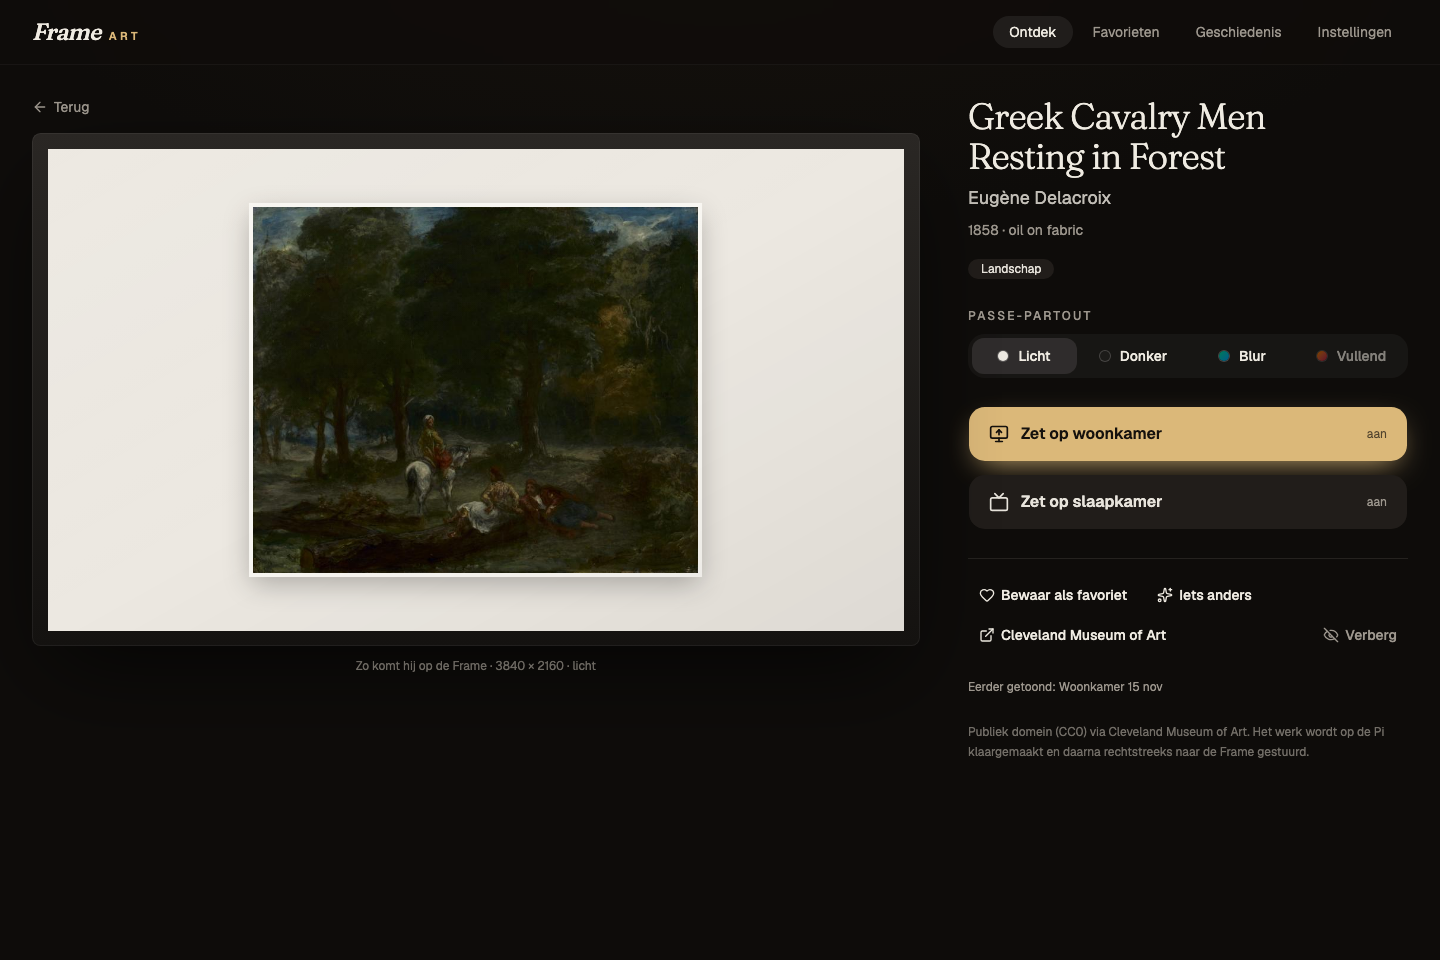 Frame ART
Ontdek
Favorieten
Geschiedenis
Instellingen
Terug
Zo komt hij op de Frame · 3840 × 2160 · licht
Greek Cavalry Men
Resting in Forest
Eugène Delacroix
1858 · oil on fabric
Landschap
PASSE-PARTOUT
Licht
Donker
Blur
Vullend
Zet op woonkamer
aan
Zet op slaapkamer
aan
Bewaar als favoriet
Iets anders
Cleveland Museum of Art
Verberg
Eerder getoond: Woonkamer 15 nov
Publiek domein (CC0) via Cleveland Museum of Art. Het werk wordt op de Pi
klaargemaakt en daarna rechtstreeks naar de Frame gestuurd.